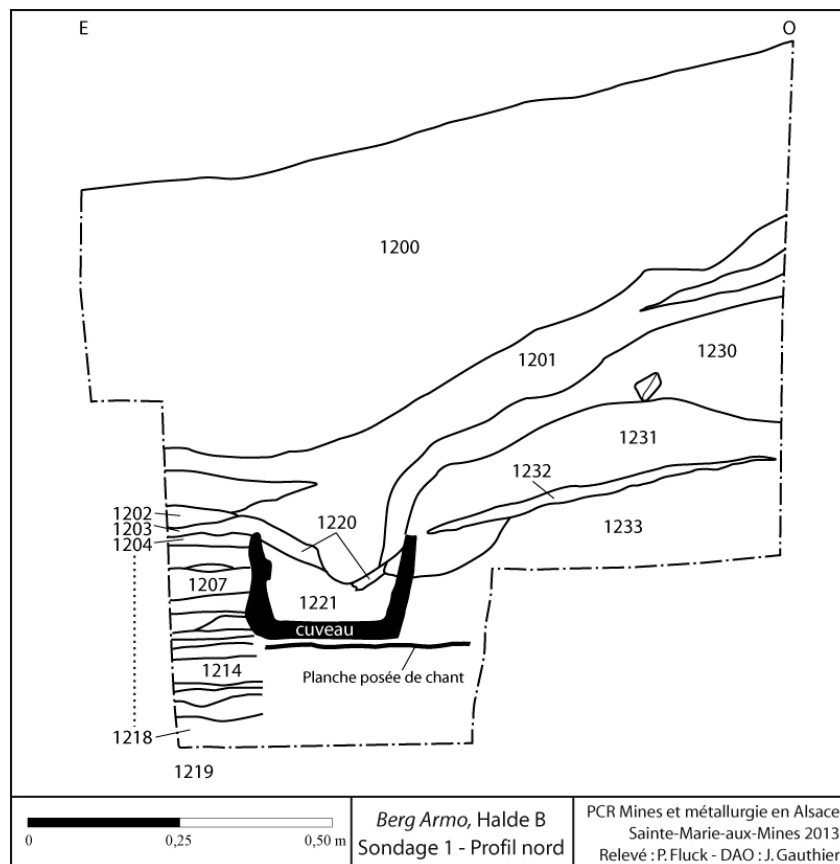 E
O
1200
1201
1230
1231
1232
1202
1220
1203
1233
1204
1207
1221
cuveau
1214
Planche posée de chant
1218
1219
0
0,25
0,50 m
Berg Armo, Halde B
Sondage 1 - Profil nord
PCR Mines et métallurgie en Alsace
Sainte-Marie-aux-Mines 2013
Relevé : P. Fluck - DAO : J. Gauthier